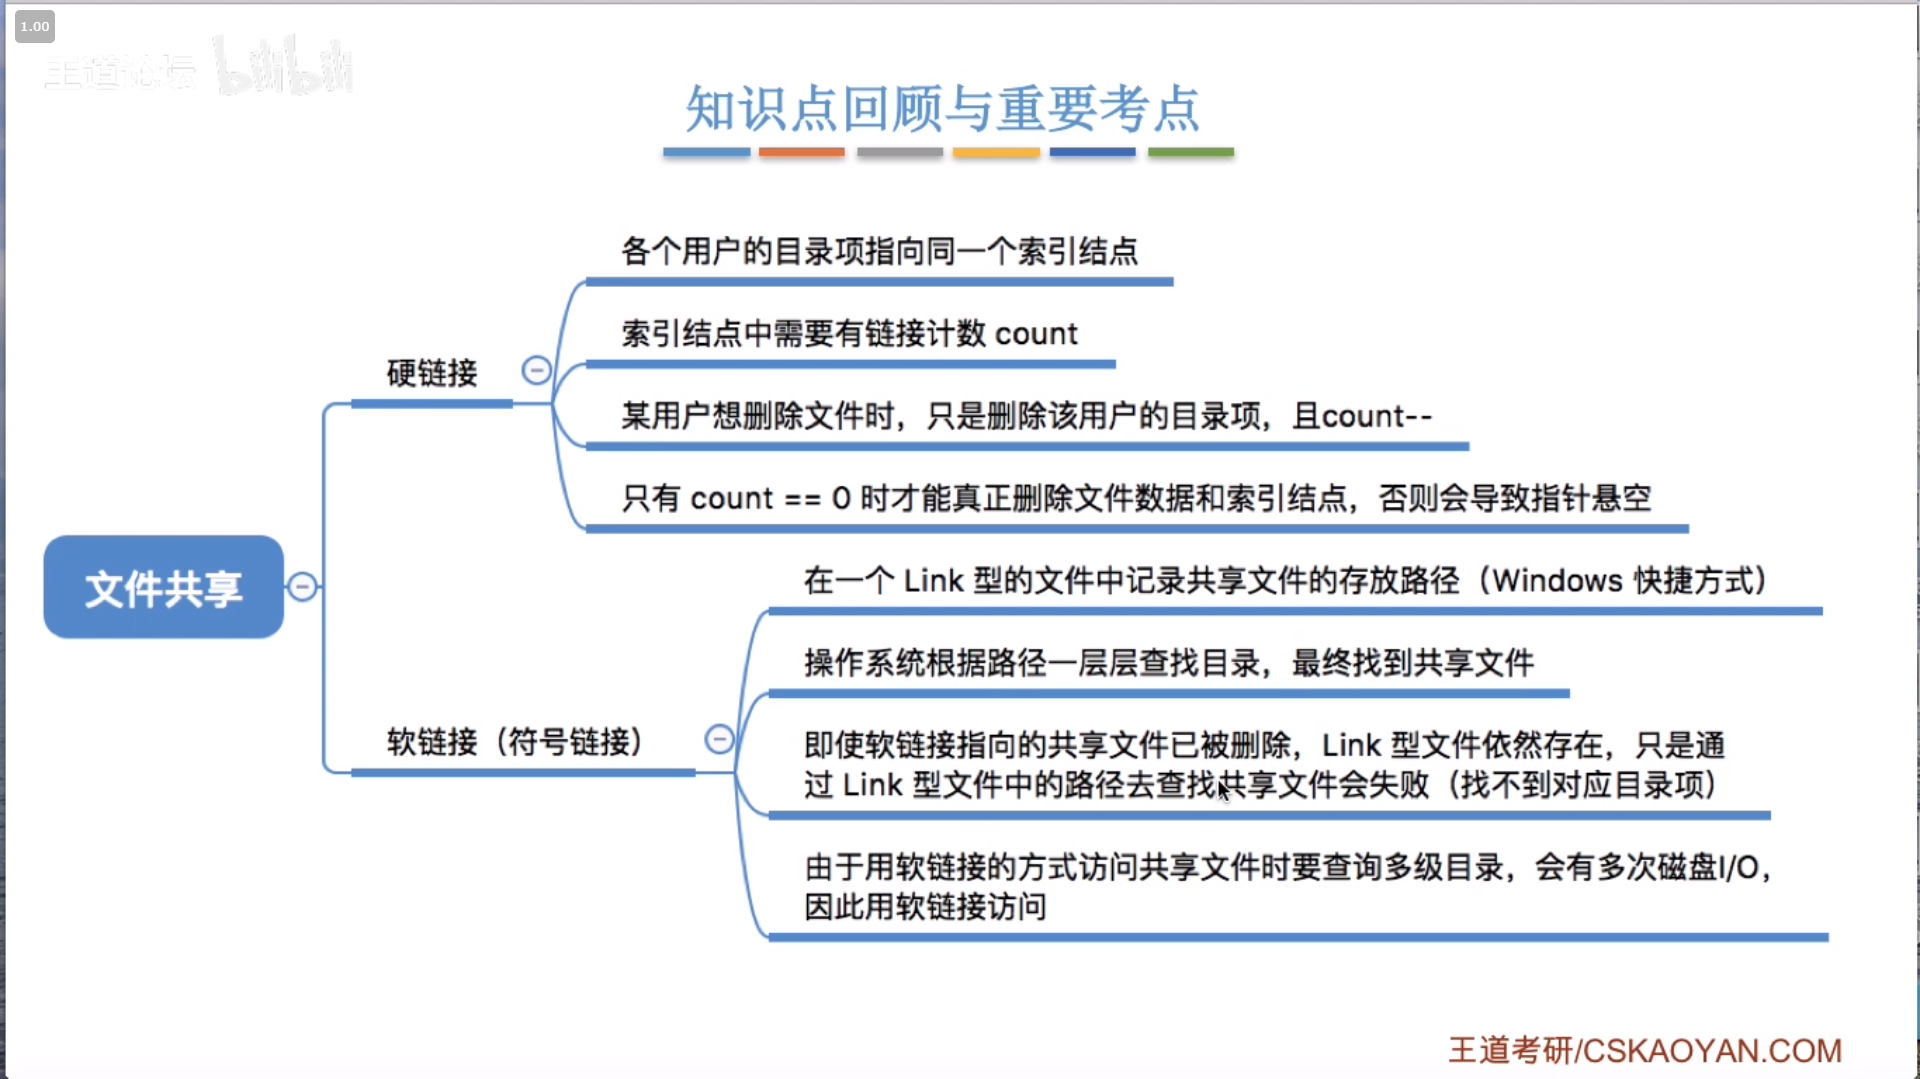 1.00
王道论坛 bilibili
知识点回顾与重要考点
各个用户的目录项指向同一个索引结点
索引结点中需要有链接计数 count
硬链接
某用户想删除文件时，只是删除该用户的目录项，且count--
只有 count == 0 时才能真正删除文件数据和索引结点，否则会导致指针悬空
文件共享
在一个 Link 型的文件中记录共享文件的存放路径（Windows 快捷方式）
操作系统根据路径一层层查找目录，最终找到共享文件
软链接（符号链接）
即使软链接指向的共享文件已被删除，Link 型文件依然存在，只是通
过 Link 型文件中的路径去查找共享文件会失败（找不到对应目录项）
由于用软链接的方式访问共享文件时要查询多级目录，会有多次磁盘I/O，
因此用软链接访问
王道考研/CSKAOYAN.COM